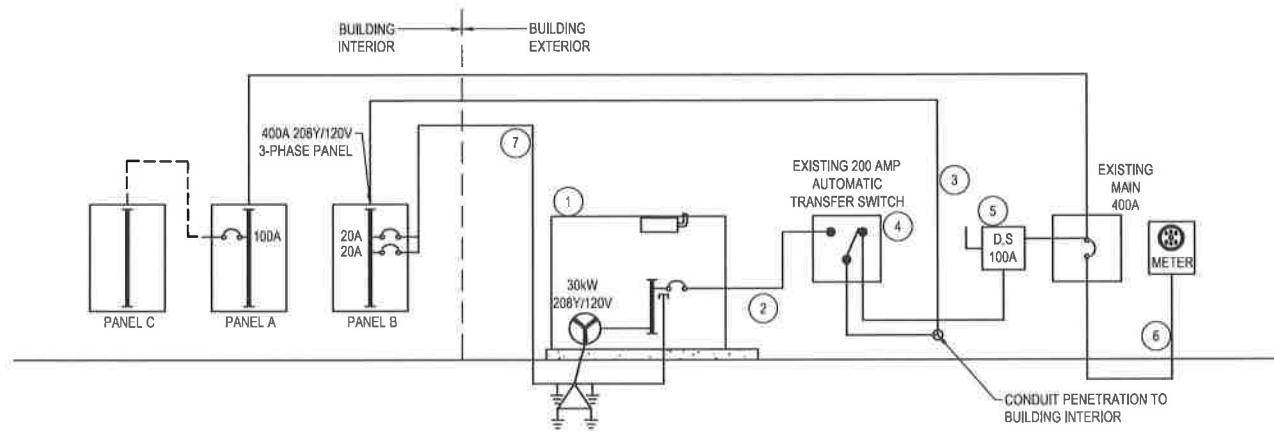 BUILDING
INTERIOR
BUILDING
EXTERIOR
400A 208Y/120V
3-PHASE PANEL
7
EXISTING 200 AMP
AUTOMATIC
TRANSFER SWITCH
3
EXISTING
MAIN
400A
1
4
5
D.S
100A
100A
20A
20A
METER
30kW
208Y/120V
2
6
PANEL C
PANEL A
PANEL B
CONDUIT PENETRATION TO
BUILDING INTERIOR